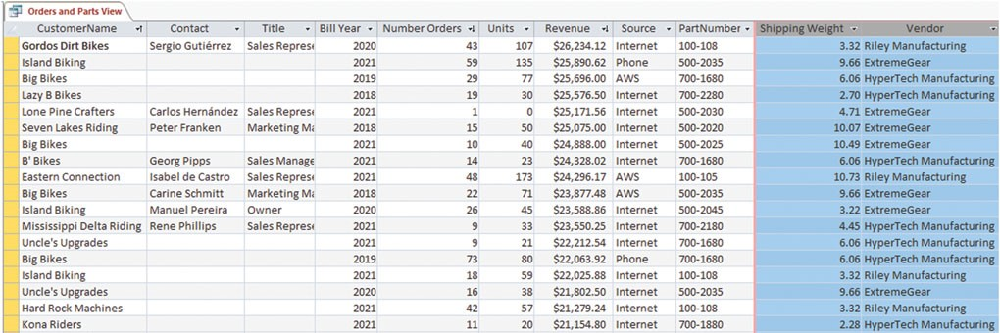 Orders and Parts View
CustomerName Contact Title Bill Year Number Orders Units Revenue Source PartNumber Shipping Weight Vendor
Gordos Dirt Bikes Sergio Gutiérrez Sales Represe 2020 43 107 $26,234.12 Internet 100-108 3.32 Riley Manufacturing
Island Biking 2021 59 135 $25,890.62 Phone 500-2035 9.66 ExtremeGear
Big Bikes 2019 29 77 $25,696.00 AWS 700-1680 6.06 HyperTech Manufacturing
Lazy B Bikes 2018 19 30 $25,576.50 Internet 700-2280 2.70 HyperTech Manufacturing
Lone Pine Crafters Carlos Hernández Sales Represe 2021 1 0 $25,171.56 Internet 500-2030 4.71 ExtremeGear
Seven Lakes Riding Peter Franken Marketing Ma 2018 15 50 $25,075.00 Internet 500-2020 10.07 ExtremeGear
Big Bikes 2021 10 40 $24,888.00 Internet 500-2025 10.49 ExtremeGear
B' Bikes Georg Pipps Sales Manage 2021 14 23 $24,328.02 Internet 700-1680 6.06 HyperTech Manufacturing
Eastern Connection Isabel de Castro Sales Represe 2021 48 173 $24,296.17 AWS 100-105 10.73 Riley Manufacturing
Big Bikes Carine Schmitt Marketing Ma 2018 22 71 $23,877.48 AWS 500-2035 9.66 ExtremeGear
Island Biking Manuel Pereira Owner 2020 26 45 $23,588.86 Internet 500-2045 3.22 ExtremeGear
Mississippi Delta Riding Rene Phillips Sales Represe 2021 9 33 $23,550.25 Internet 700-2180 4.45 HyperTech Manufacturing
Uncle's Upgrades 2021 9 21 $22,212.54 Internet 700-1680 6.06 HyperTech Manufacturing
Big Bikes 2019 73 80 $22,063.92 Phone 700-1680 6.06 HyperTech Manufacturing
Island Biking 2021 18 59 $22,025.88 Internet 100-108 3.32 Riley Manufacturing
Uncle's Upgrades 2020 16 38 $21,802.50 Internet 500-2035 9.66 ExtremeGear
Hard Rock Machines 2021 42 57 $21,279.24 Internet 100-108 3.32 Riley Manufacturing
Kona Riders 2021 11 20 $21,154.80 Internet 700-1880 2.28 HyperTech Manufacturing